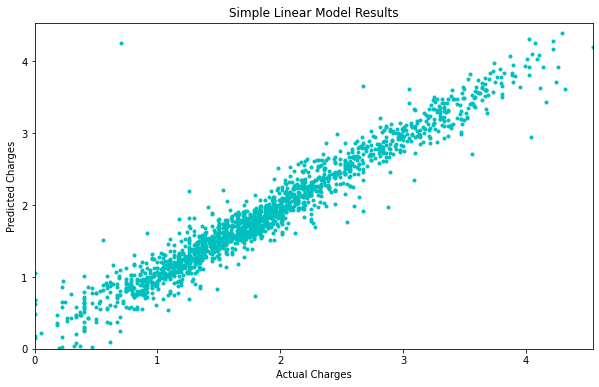 Simple Linear Model Results
Predicted Charges
4
3
2
1
0
0 1 2 3 4
Actual Charges